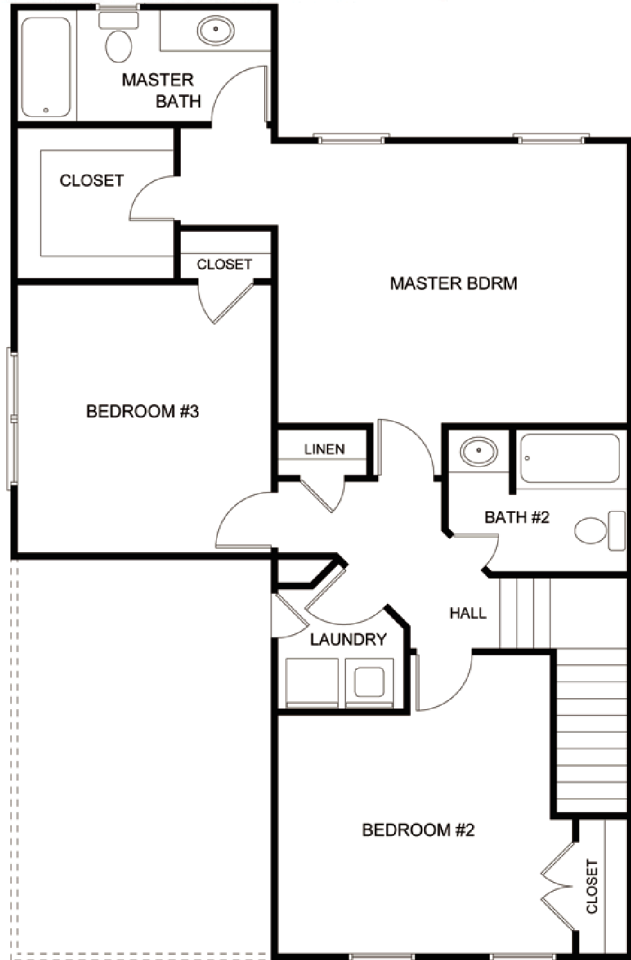 MASTER
BATH
CLOSET
CLOSET
MASTER BDRM
BEDROOM #3
LINEN
BATH #2
HALL
LAUNDRY
BEDROOM #2
CLOSET